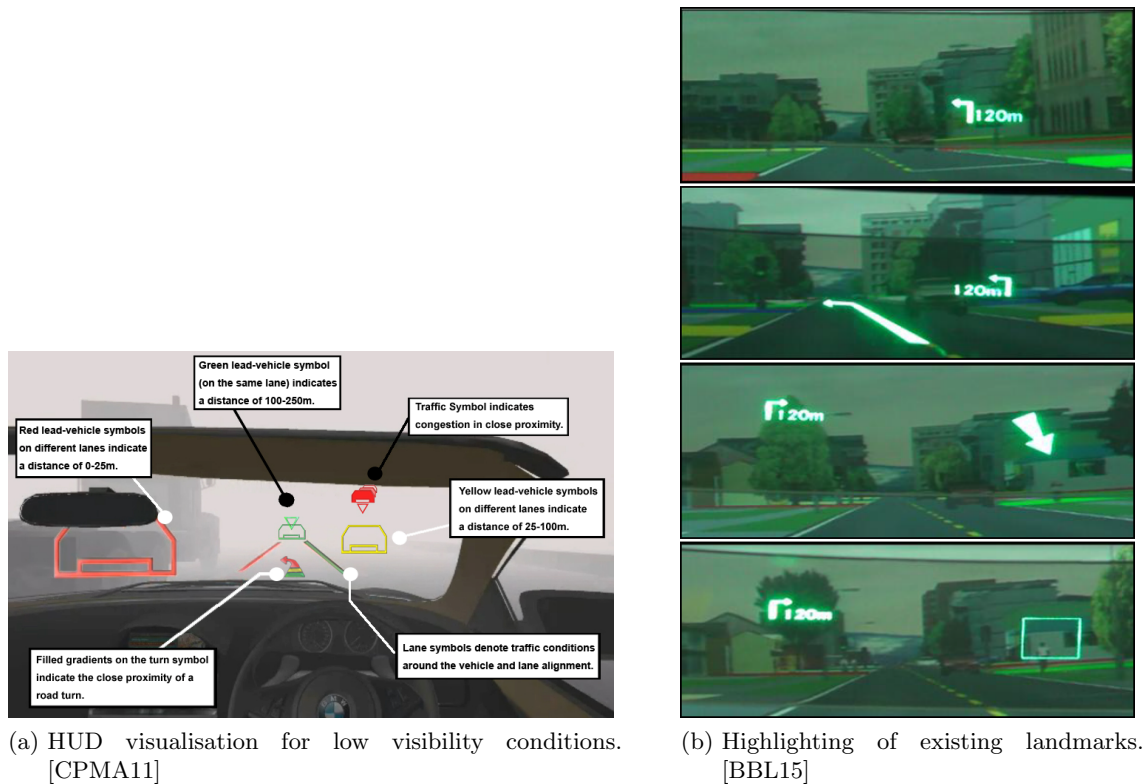 Green lead-vehicle symbol
(on the same lane) indicates
a distance of 100-250m.
Traffic Symbol indicates
congestion in close proximity.
Red lead-vehicle symbols
on different lanes indicate
a distance of 0-25m.
Yellow lead-vehicle symbols
on different lanes indicate
a distance of 25-100m.
Filled gradients on the turn symbol
indicate the close proximity of a
road turn.
Lane symbols denote traffic conditions
around the vehicle and lane alignment.
(a) HUD visualisation for low visibility conditions.
[CPMA11]
120m
120m
120m
120m
(b) Highlighting of existing landmarks.
[BBL15]